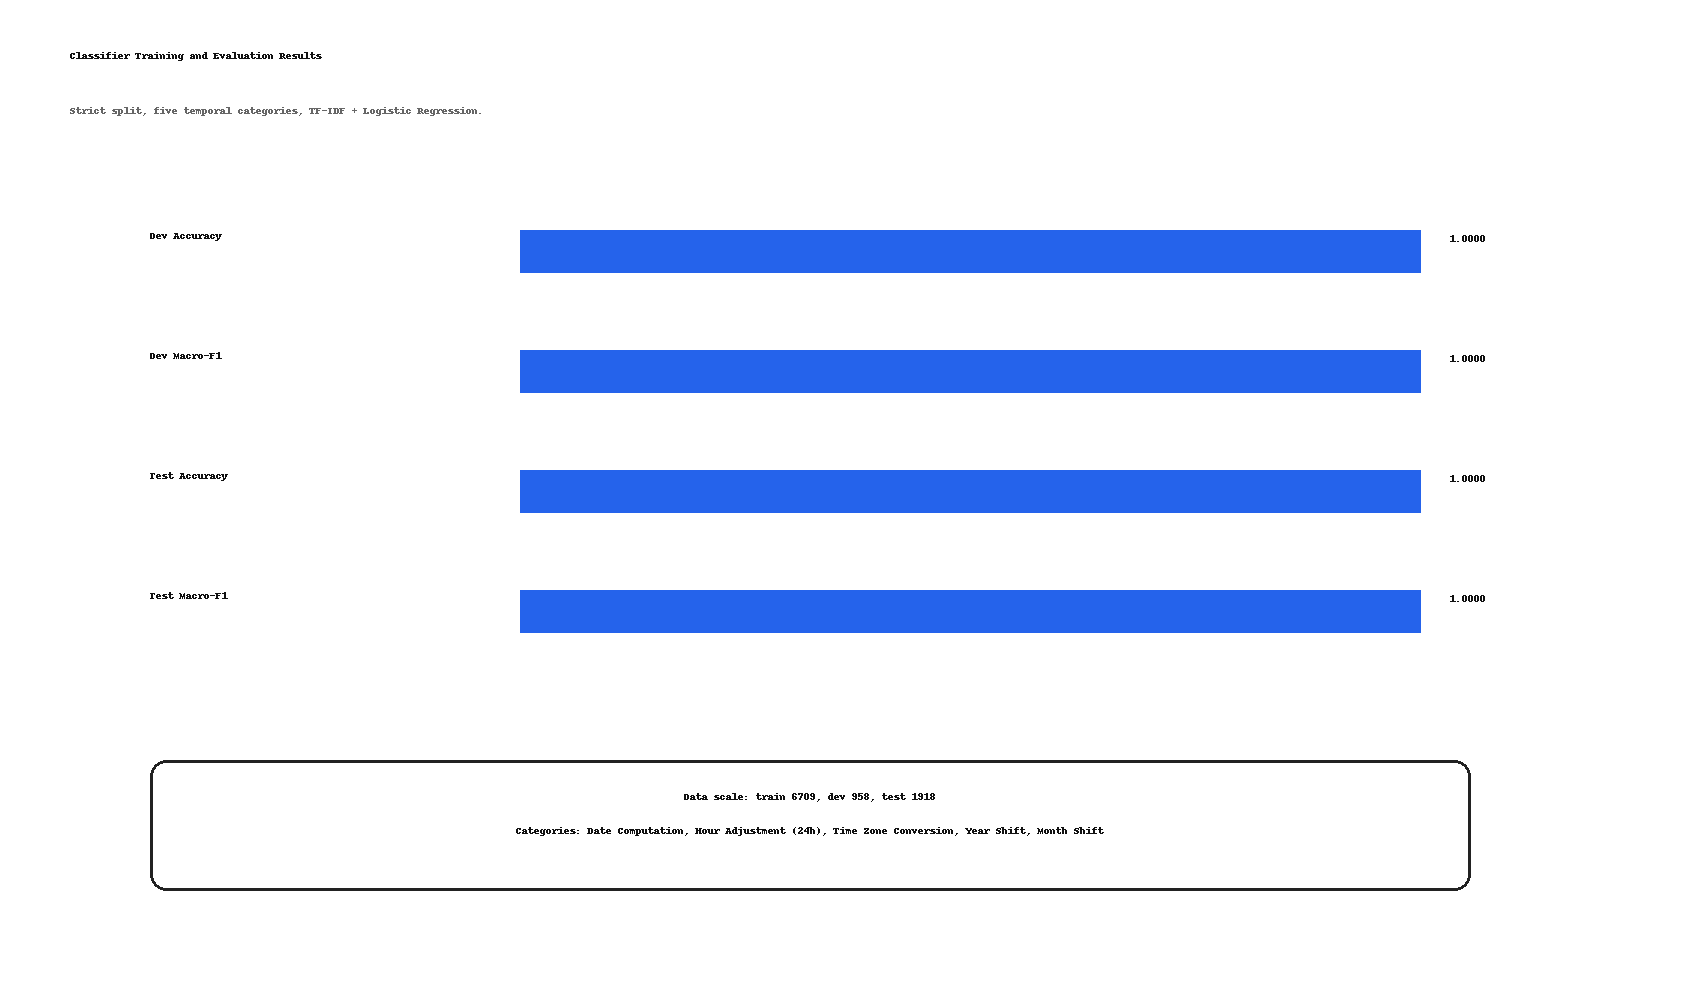 Classifier Training and Evaluation Results
Strict split, five temporal categories, TF-IDF + Logistic Regression.
Dev Accuracy
1.0000
Dev Macro-F1
1.0000
Test Accuracy
1.0000
Test Macro-F1
1.0000
Data scale: train 6709, dev 958, test 1918
Categories: Date Computation, Hour Adjustment (24h), Time Zone Conversion, Year Shift, Month Shift